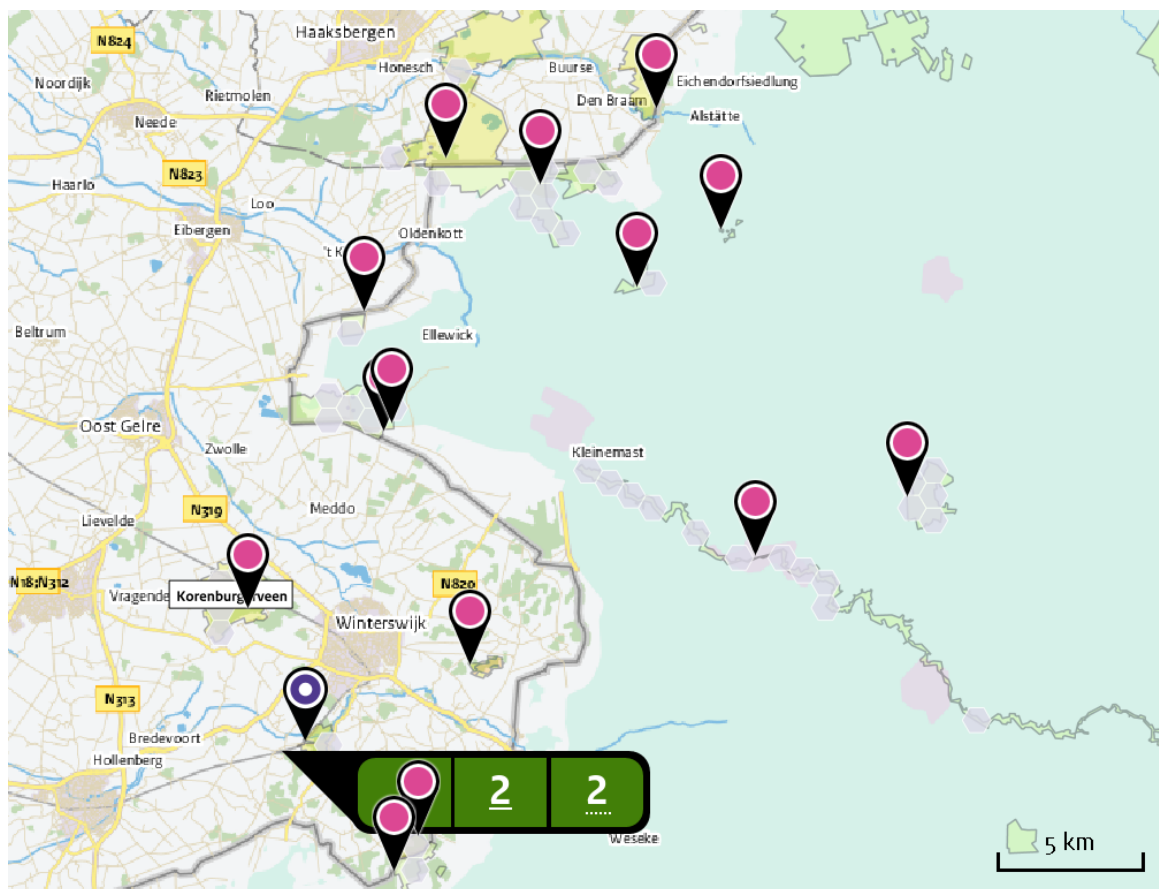 Haaksbergen
N824
Honesch
Buurse
Noordijk
Eichendorfsiedlung
Rietmolen
Den Braam
Neede
Alstätte
N823
Haarlo
Loo
Eibergen
Oldenkott
't K
Beltrum
Ellewick
Oost Gelre
Zwolle
Kleinemast
N319
Meddo
Lievelde
N18;N312
N820
Vragende
Korenburgerveen
Winterswijk
N313
Bredevoort
Hollenberg
2
2
Weseke
5 km